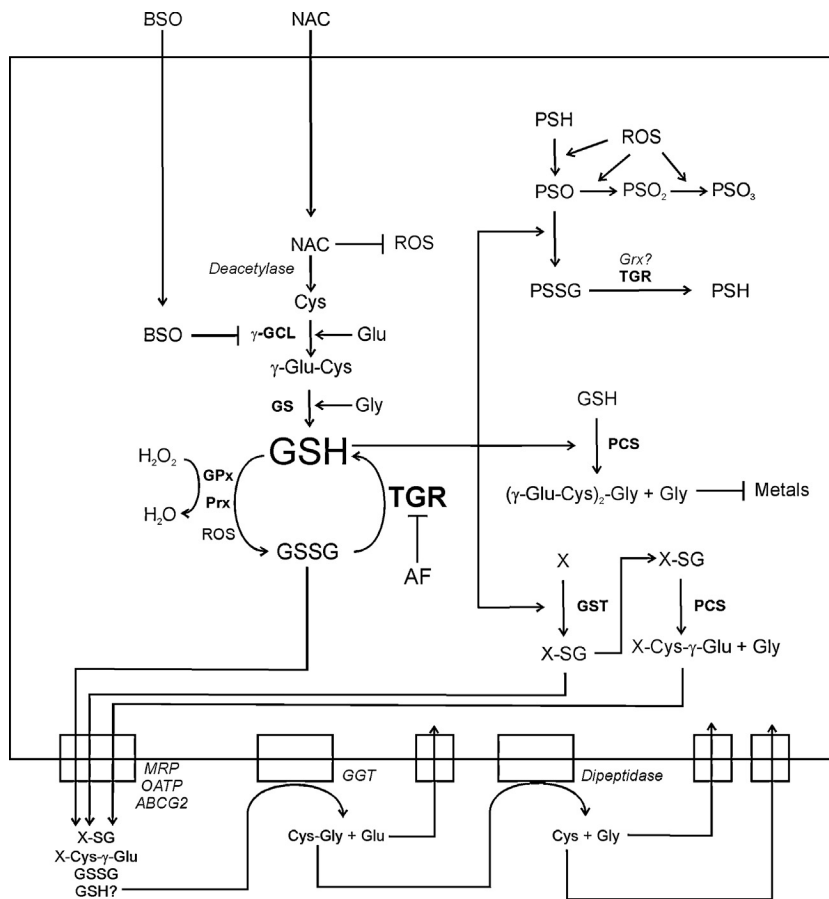 BSO
NAC
PSH
ROS
PSO
PSO₂
PSO₃
NAC
ROS
Deacetylase
Cys
Grx?
TGR
PSSG
PSH
BSO
γ-GCL
Glu
γ-Glu-Cys
GS
Gly
GSH
GSH
PCS
H₂O₂
GPx
Prx
TGR
(γ-Glu-Cys)₂-Gly + Gly
Metals
H₂O
ROS
GSSG
AF
X
X-SG
GST
PCS
X-SG
X-Cys-γ-Glu + Gly
MRP
OATP
ABCG2
GGT
Dipeptidase
X-SG
X-Cys-γ-Glu
GSSG
GSH?
Cys-Gly + Glu
Cys + Gly